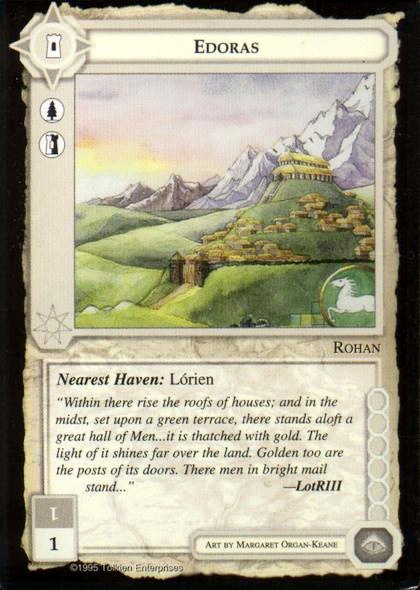 EDORAS
ROHAN
Nearest Haven: Lórien
“Within there rise the roofs of houses; and in the
midst, set upon a green terrace, there stands aloft a
great hall of Men...it is thatched with gold. The
light of it shines far over the land. Golden too are
the posts of its doors. There men in bright mail
stand...” —LotRIII
1
1
ART BY MARGARET ORGAN-KEANE
©1995 Tolkien Enterprises